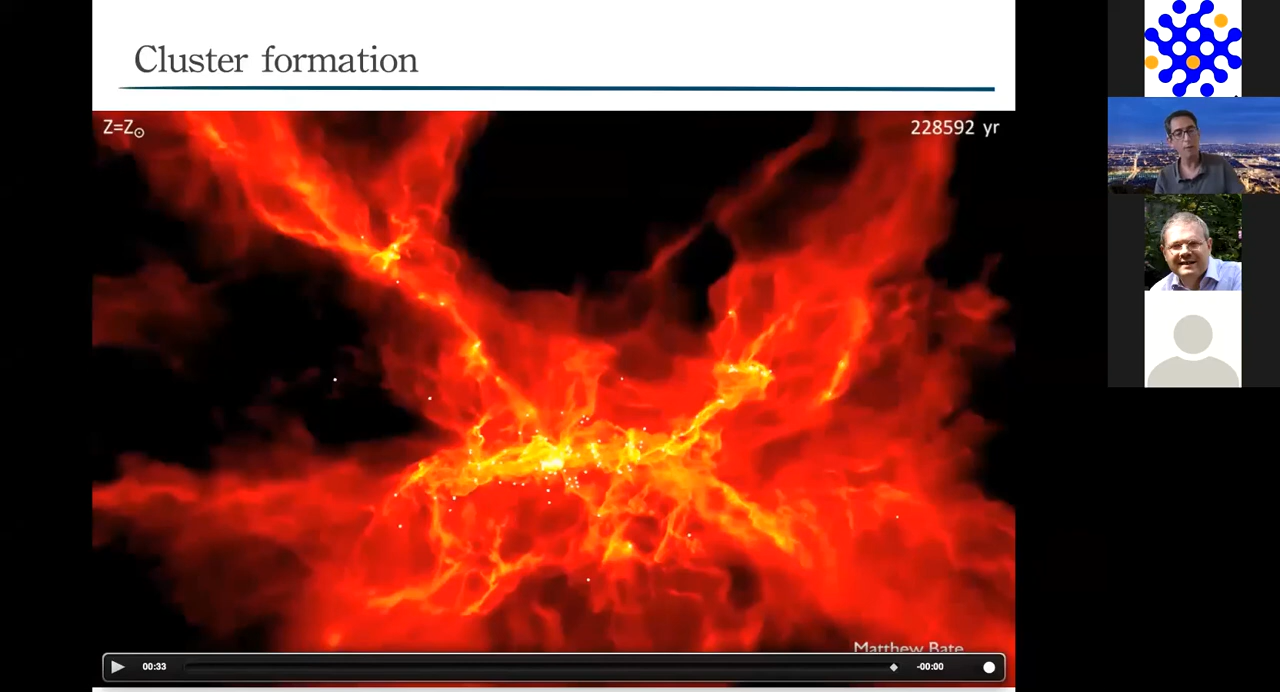 Cluster formation
Z=Z☉
228592 yr
Matthew Bate
00:33
-00:00